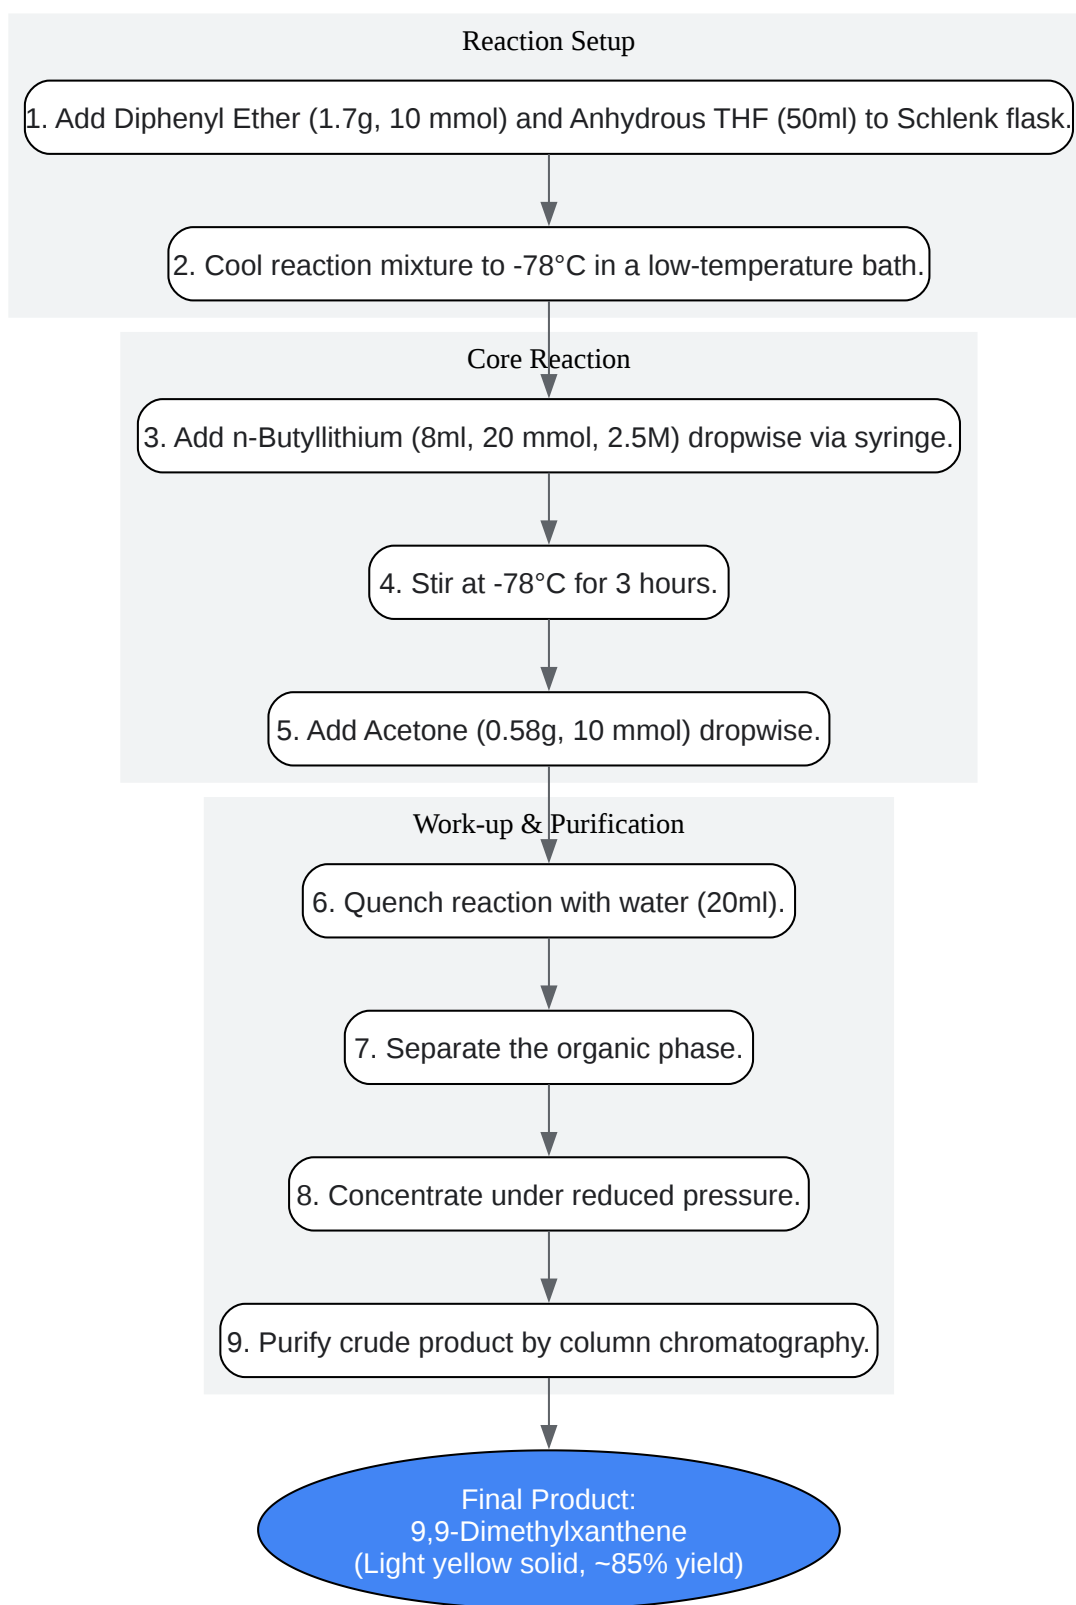 Reaction Setup
1. Add Diphenyl Ether (1.7g, 10 mmol) and Anhydrous THF (50ml) to Schlenk flask.
2. Cool reaction mixture to -78°C in a low-temperature bath.
Core Reaction
3. Add n-Butyllithium (8ml, 20 mmol, 2.5M) dropwise via syringe.
4. Stir at -78°C for 3 hours.
5. Add Acetone (0.58g, 10 mmol) dropwise.
Work-up & Purification
6. Quench reaction with water (20ml).
7. Separate the organic phase.
8. Concentrate under reduced pressure.
9. Purify crude product by column chromatography.
Final Product:
9,9-Dimethylxanthene
(Light yellow solid, ~85% yield)